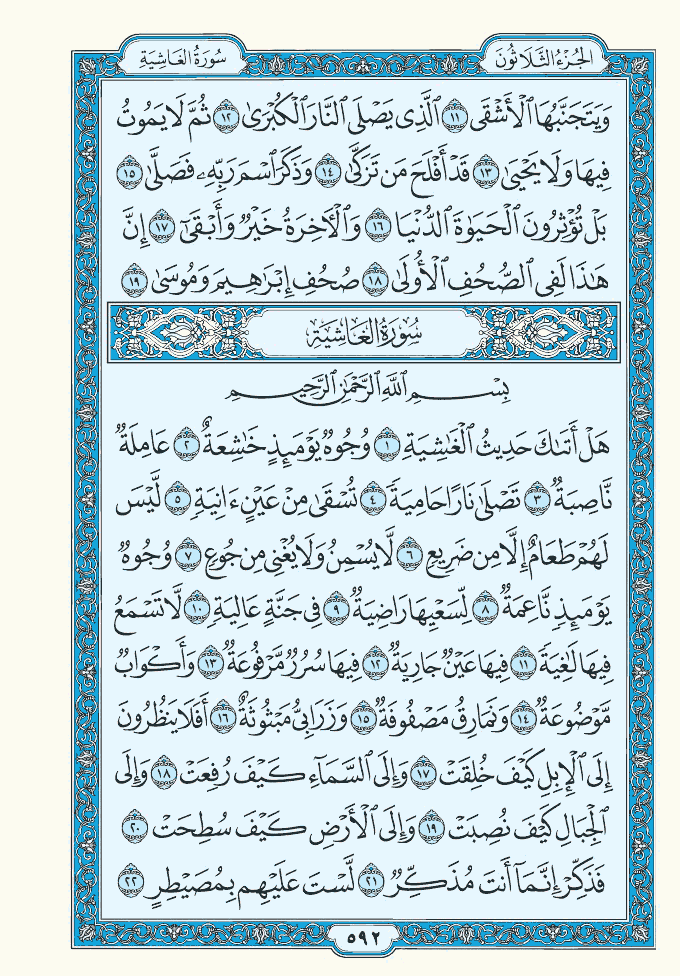 الجُزْءُ الثَّلَاثُونَ
سُورَةُ الغَاشِيَةِ
وَيَتَجَنَّبُهَا ٱلْأَشْقَى ١١ ٱلَّذِى يَصْلَى ٱلنَّارَ ٱلْكُبْرَىٰ ١٢ ثُمَّ لَا يَمُوتُ
فِيهَا وَلَا يَحْيَىٰ ١٣ قَدْ أَفْلَحَ مَن تَزَكَّىٰ ١٤ وَذَكَرَ ٱسْمَ رَبِّهِۦ فَصَلَّىٰ ١٥
بَلْ تُؤْثِرُونَ ٱلْحَيَوٰةَ ٱلدُّنْيَا ١٦ وَٱلْأَخِرَةُ خَيْرٌ وَأَبْقَىٰٓ ١٧ إِنَّ
هَٰذَا لَفِى ٱلصُّحُفِ ٱلْأُولَىٰ ١٨ صُحُفِ إِبْرَٰهِيمَ وَمُوسَىٰ ١٩
سُورَةُ الغَاشِيَةِ
بِسْمِ ٱللَّهِ ٱلرَّحْمَٰنِ ٱلرَّحِيمِ
هَلْ أَتَىٰكَ حَدِيثُ ٱلْغَٰشِيَةِ ١ وُجُوهٌ يَوْمَئِذٍ خَٰشِعَةٌ ٢ عَامِلَةٌ
نَّاصِبَةٌ ٣ تَصْلَىٰ نَارًا حَامِيَةً ٤ تُسْقَىٰ مِنْ عَيْنٍ ءَانِيَةٍ ٥ لَّيْسَ
لَهُمْ طَعَامٌ إِلَّا مِن ضَرِيعٍ ٦ لَّا يُسْمِنُ وَلَا يُغْنِى مِن جُوعٍ ٧ وُجُوهٌ
يَوْمَئِذٍ نَّاعِمَةٌ ٨ لِّسَعْيِهَا رَاضِيَةٌ ٩ فِى جَنَّةٍ عَالِيَةٍ ١٠ لَّا تَسْمَعُ
فِيهَا لَٰغِيَةً ١١ فِيهَا عَيْنٌ جَارِيَةٌ ١٢ فِيهَا سُرُرٌ مَّرْفُوعَةٌ ١٣ وَأَكْوَابٌ
مَّوْضُوعَةٌ ١٤ وَنَمَارِقُ مَصْفُوفَةٌ ١٥ وَزَرَابِىُّ مَبْثُوثَةٌ ١٦ أَفَلَا يَنظُرُونَ
إِلَى ٱلْإِبِلِ كَيْفَ خُلِقَتْ ١٧ وَإِلَى ٱلسَّمَآءِ كَيْفَ رُفِعَتْ ١٨ وَإِلَى
ٱلْجِبَالِ كَيْفَ نُصِبَتْ ١٩ وَإِلَى ٱلْأَرْضِ كَيْفَ سُطِحَتْ ٢٠
فَذَكِّرْ إِنَّمَآ أَنتَ مُذَكِّرٌ ٢١ لَّسْتَ عَلَيْهِم بِمُصَيْطِرٍ ٢٢
٥٩٢